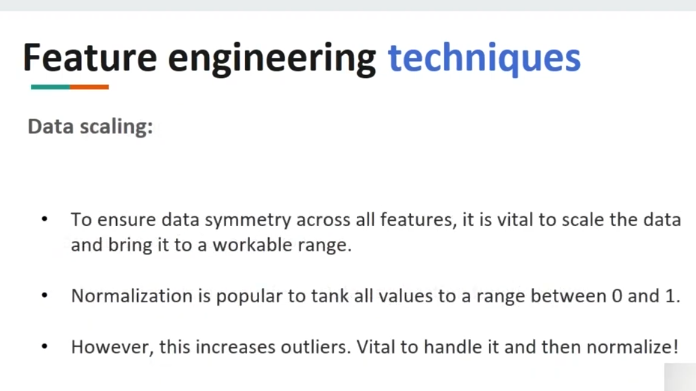 Feature engineering techniques
Data scaling:
• To ensure data symmetry across all features, it is vital to scale the data
and bring it to a workable range.
• Normalization is popular to tank all values to a range between 0 and 1.
• However, this increases outliers. Vital to handle it and then normalize!